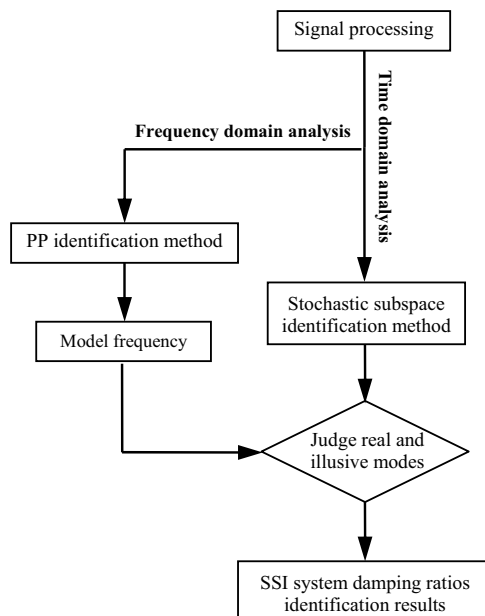 Signal processing
Frequency domain analysis
Time domain analysis
PP identification method
Stochastic subspace
identification method
Model frequency
Judge real and
illusive modes
SSI system damping ratios
identification results